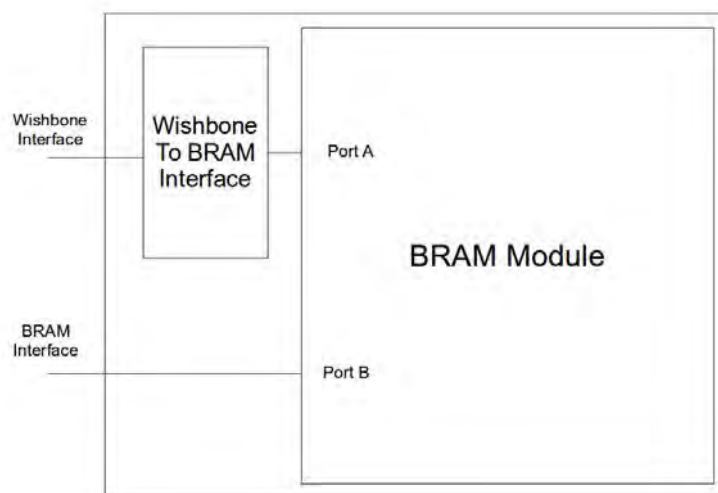 Wishbone
Interface
Wishbone
To BRAM
Interface
Port A
BRAM Module
BRAM
Interface
Port B